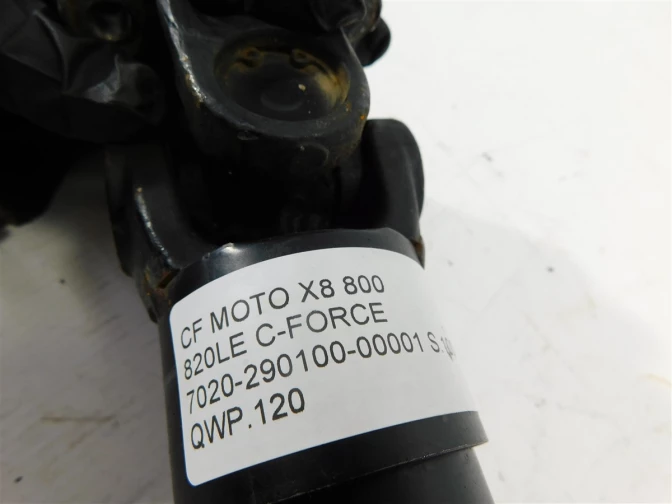 CF MOTO X8 800
820LE C-FORCE
7020-290100-00001 S.
QWP.120